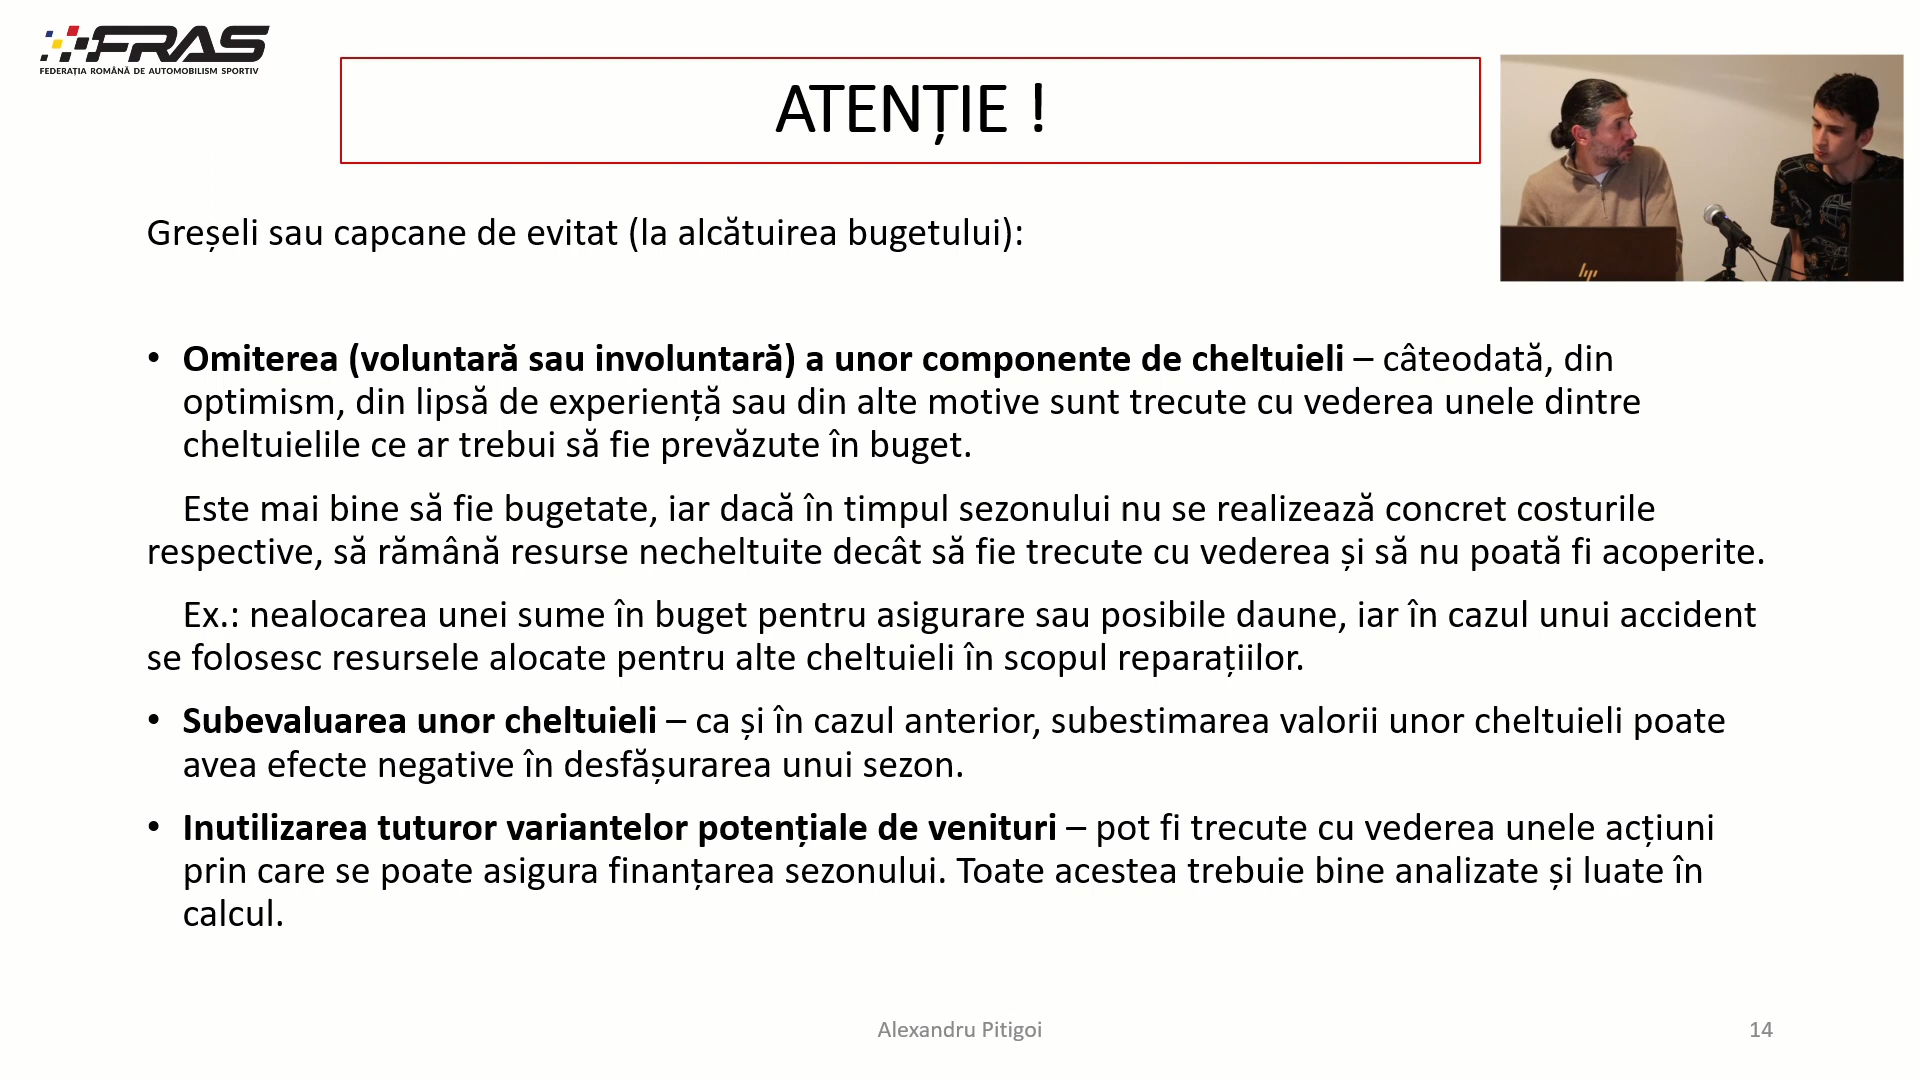 FRAS
FEDERAȚIA ROMÂNĂ DE AUTOMOBILISM SPORTIV
ATENȚIE !
Greșeli sau capcane de evitat (la alcătuirea bugetului):
• Omiterea (voluntară sau involuntară) a unor componente de cheltuieli – câteodată, din
optimism, din lipsă de experiență sau din alte motive sunt trecute cu vederea unele dintre
cheltuielile ce ar trebui să fie prevăzute în buget.
Este mai bine să fie bugetate, iar dacă în timpul sezonului nu se realizează concret costurile
respective, să rămână resurse necheltuite decât să fie trecute cu vederea și să nu poată fi acoperite.
Ex.: nealocarea unei sume în buget pentru asigurare sau posibile daune, iar în cazul unui accident
se folosesc resursele alocate pentru alte cheltuieli în scopul reparațiilor.
• Subevaluarea unor cheltuieli – ca și în cazul anterior, subestimarea valorii unor cheltuieli poate
avea efecte negative în desfășurarea unui sezon.
• Inutilizarea tuturor variantelor potențiale de venituri – pot fi trecute cu vederea unele acțiuni
prin care se poate asigura finanțarea sezonului. Toate acestea trebuie bine analizate și luate în
calcul.
hp
Alexandru Pitigoi
14